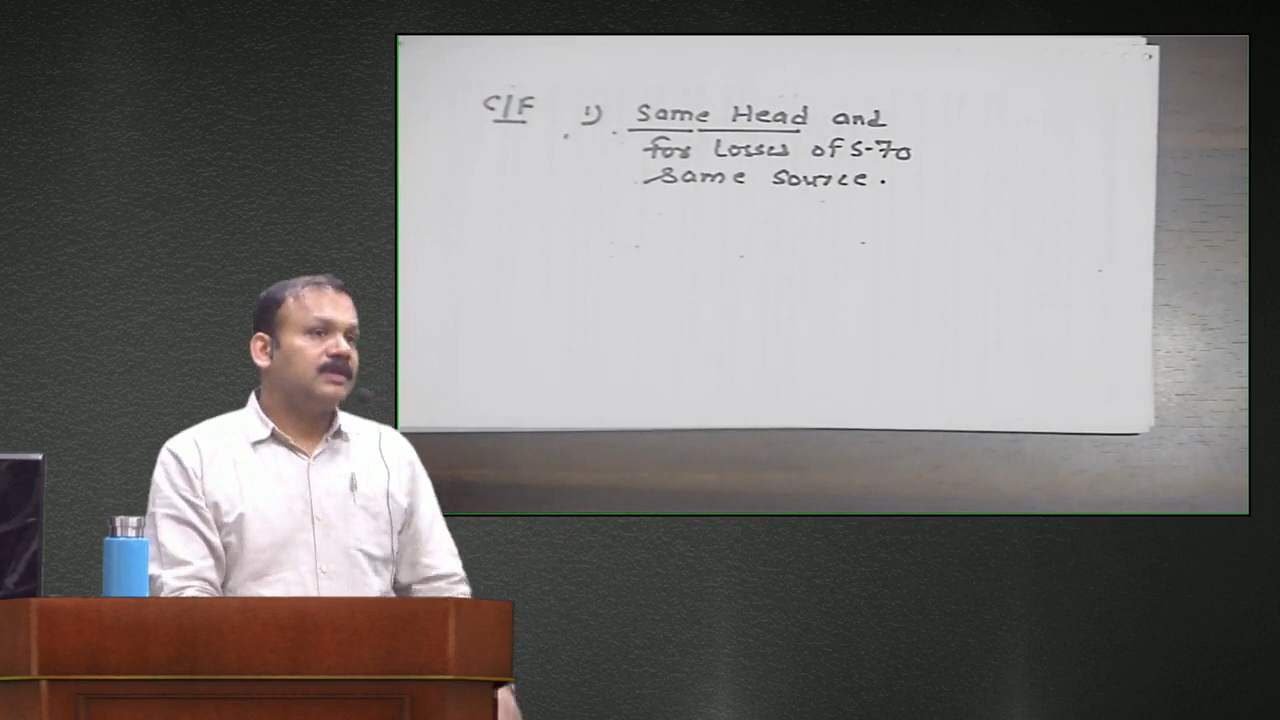 C/F 1) Same Head and
for Losses of S-70
same source.